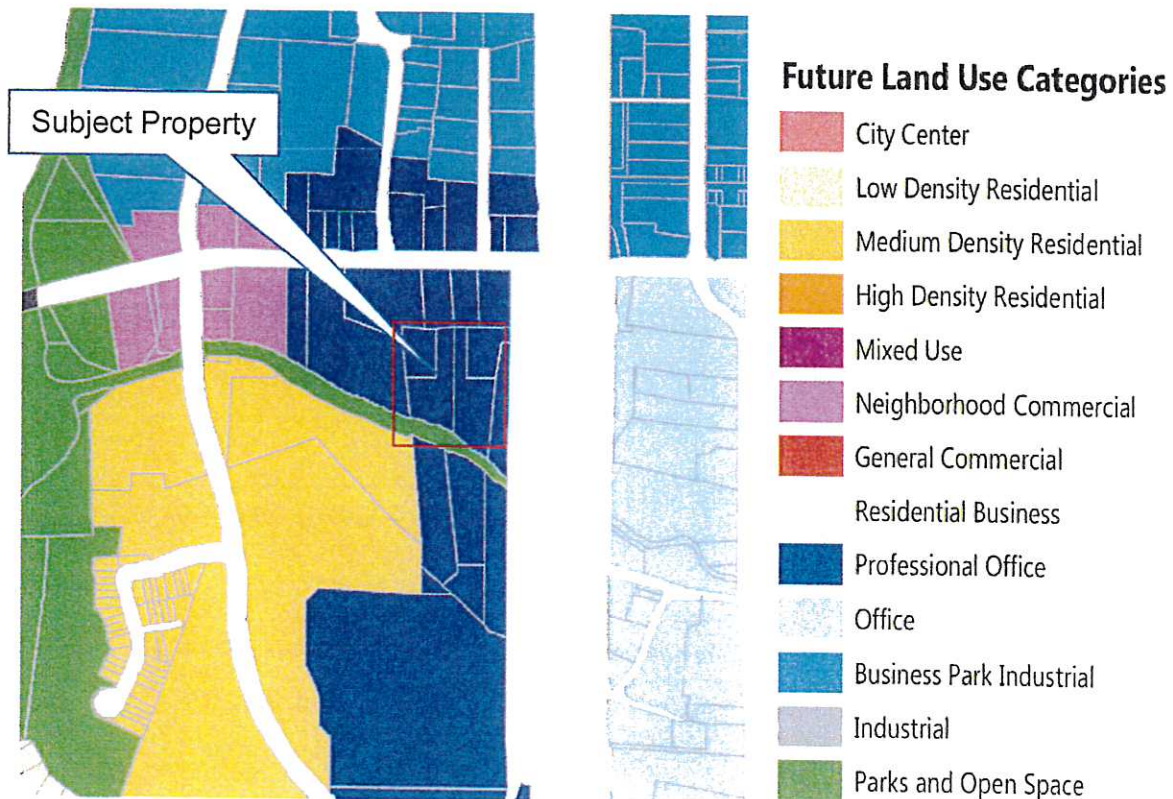 Subject Property
Future Land Use Categories
City Center
Low Density Residential
Medium Density Residential
High Density Residential
Mixed Use
Neighborhood Commercial
General Commercial
Residential Business
Professional Office
Office
Business Park Industrial
Industrial
Parks and Open Space